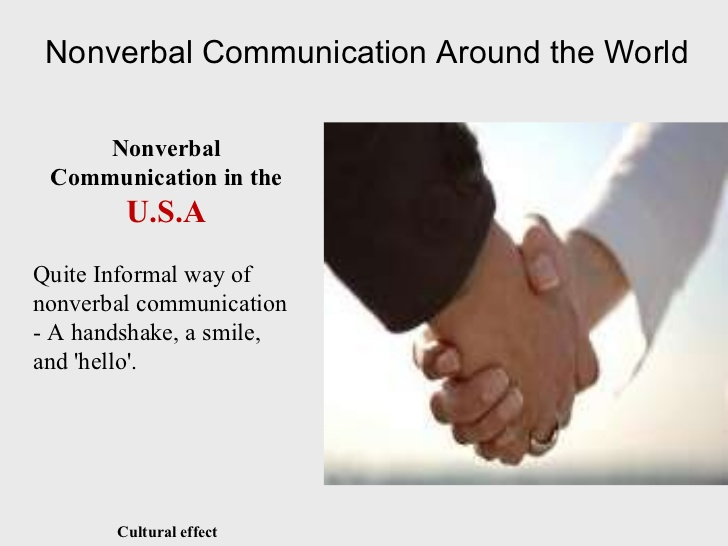 Nonverbal Communication Around the World
Nonverbal
Communication in the
U.S.A
Quite Informal way of
nonverbal communication
- A handshake, a smile,
and 'hello'.
Cultural effect